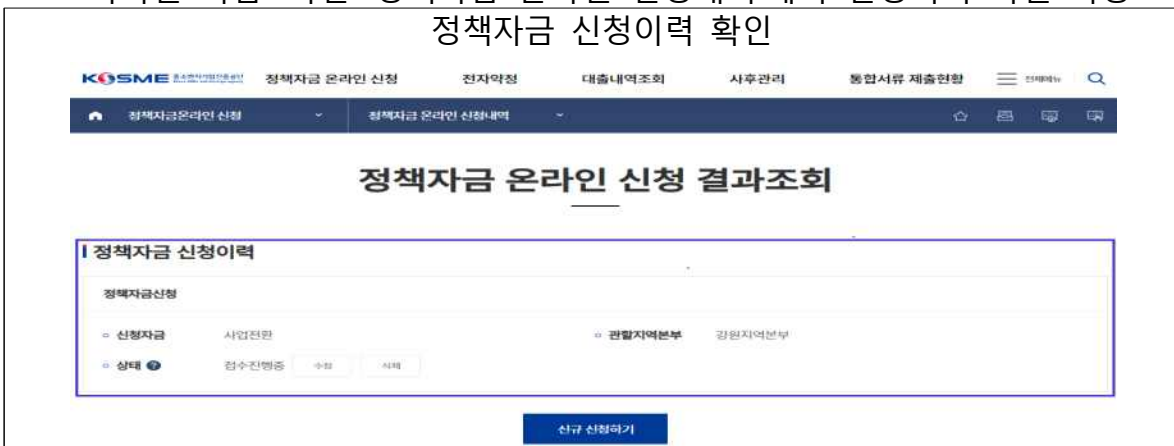 정책자금 신청이력 확인
KOSME 정책자금 온라인 신청 전자약정 대출내역조회 사후관리 통합서류 제출현황 전체메뉴
정책자금온라인 신청 정책자금 온라인 신청내역
정책자금 온라인 신청 결과조회
정책자금 신청이력
정책자금신청
신청자금 사업전환 관할지역본부 강원지역본부
상태 ? 접수진행중 수정 삭제
신규 신청하기